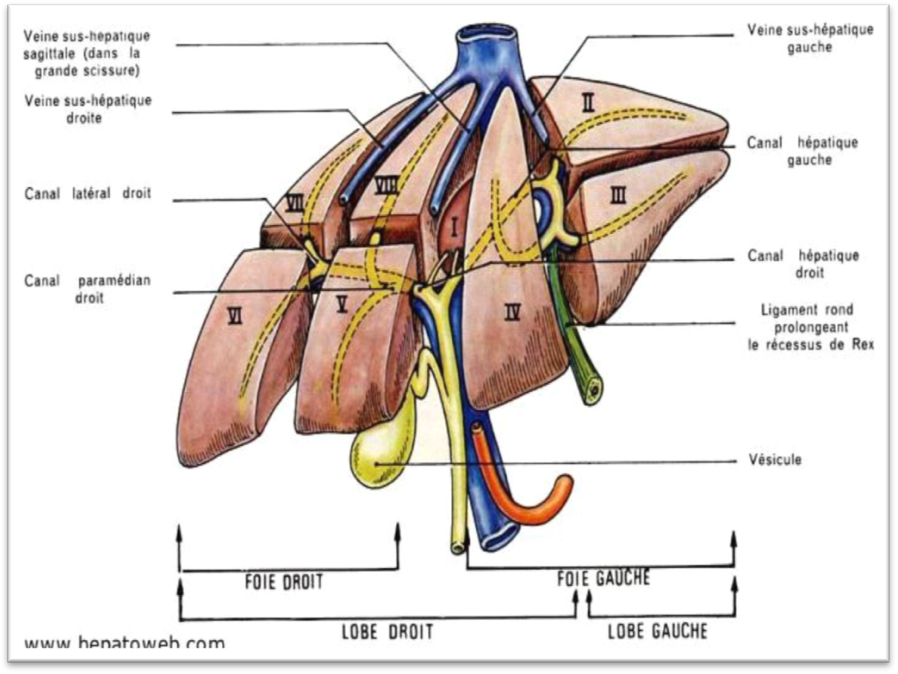 Veine sus-hépatique
sagittale (dans la
grande scissure)
Veine sus-hépatique
droite
Canal latéral droit
Canal paramédian
droit
Veine sus-hépatique
gauche
Canal hépatique
gauche
Canal hépatique
droit
Ligament rond
prolongeant
le récessus de Rex
Vésicule
II
III
VII
VIII
I
VI
V
IV
FOIE DROIT
FOIE GAUCHE
LOBE DROIT
LOBE GAUCHE
www.hepatoweb.com